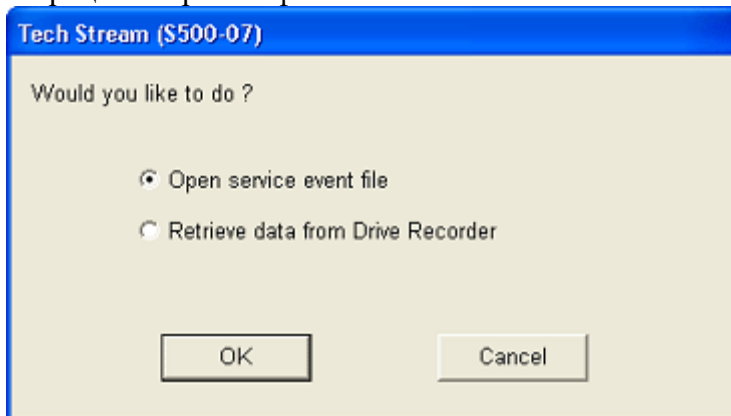 Tech Stream (S500-07)
Would you like to do ?
Open service event file
Retrieve data from Drive Recorder
OK
Cancel